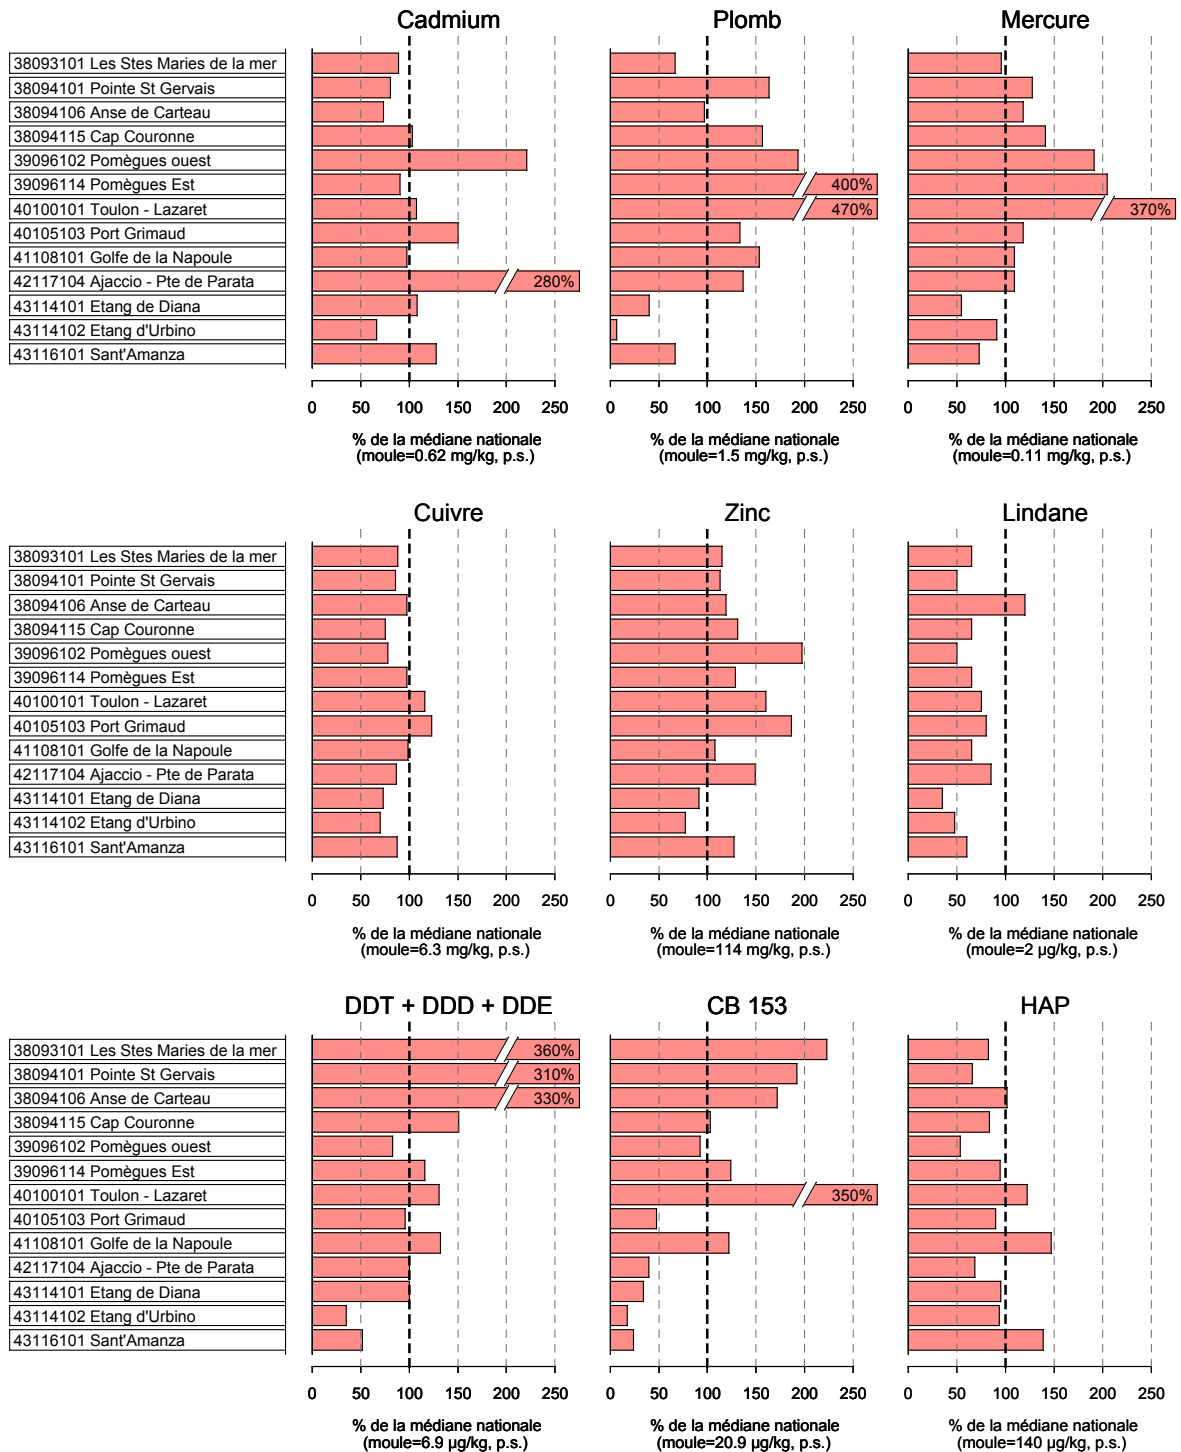 Cadmium Plomb Mercure
38093101 Les Stes Maries de la mer
38094101 Pointe St Gervais
38094106 Anse de Carteau
38094115 Cap Couronne
39096102 Pomègues ouest
39096114 Pomègues Est 400%
40100101 Toulon - Lazaret 470% 370%
40105103 Port Grimaud
41108101 Golfe de la Napoule
42117104 Ajaccio - Pte de Parata 280%
43114101 Etang de Diana
43114102 Etang d'Urbino
43116101 Sant'Amanza
0 50 100 150 200 250 0 50 100 150 200 250 0 50 100 150 200 250
% de la médiane nationale % de la médiane nationale % de la médiane nationale
(moule=0.62 mg/kg, p.s.) (moule=1.5 mg/kg, p.s.) (moule=0.11 mg/kg, p.s.)
Cuivre Zinc Lindane
38093101 Les Stes Maries de la mer
38094101 Pointe St Gervais
38094106 Anse de Carteau
38094115 Cap Couronne
39096102 Pomègues ouest
39096114 Pomègues Est
40100101 Toulon - Lazaret
40105103 Port Grimaud
41108101 Golfe de la Napoule
42117104 Ajaccio - Pte de Parata
43114101 Etang de Diana
43114102 Etang d'Urbino
43116101 Sant'Amanza
0 50 100 150 200 250 0 50 100 150 200 250 0 50 100 150 200 250
% de la médiane nationale % de la médiane nationale % de la médiane nationale
(moule=6.3 mg/kg, p.s.) (moule=114 mg/kg, p.s.) (moule=2 µg/kg, p.s.)
DDT + DDD + DDE CB 153 HAP
38093101 Les Stes Maries de la mer 360%
38094101 Pointe St Gervais 310%
38094106 Anse de Carteau 330%
38094115 Cap Couronne
39096102 Pomègues ouest
39096114 Pomègues Est
40100101 Toulon - Lazaret 350%
40105103 Port Grimaud
41108101 Golfe de la Napoule
42117104 Ajaccio - Pte de Parata
43114101 Etang de Diana
43114102 Etang d'Urbino
43116101 Sant'Amanza
0 50 100 150 200 250 0 50 100 150 200 250 0 50 100 150 200 250
% de la médiane nationale % de la médiane nationale % de la médiane nationale
(moule=6.9 µg/kg, p.s.) (moule=20.9 µg/kg, p.s.) (moule=140 µg/kg, p.s.)